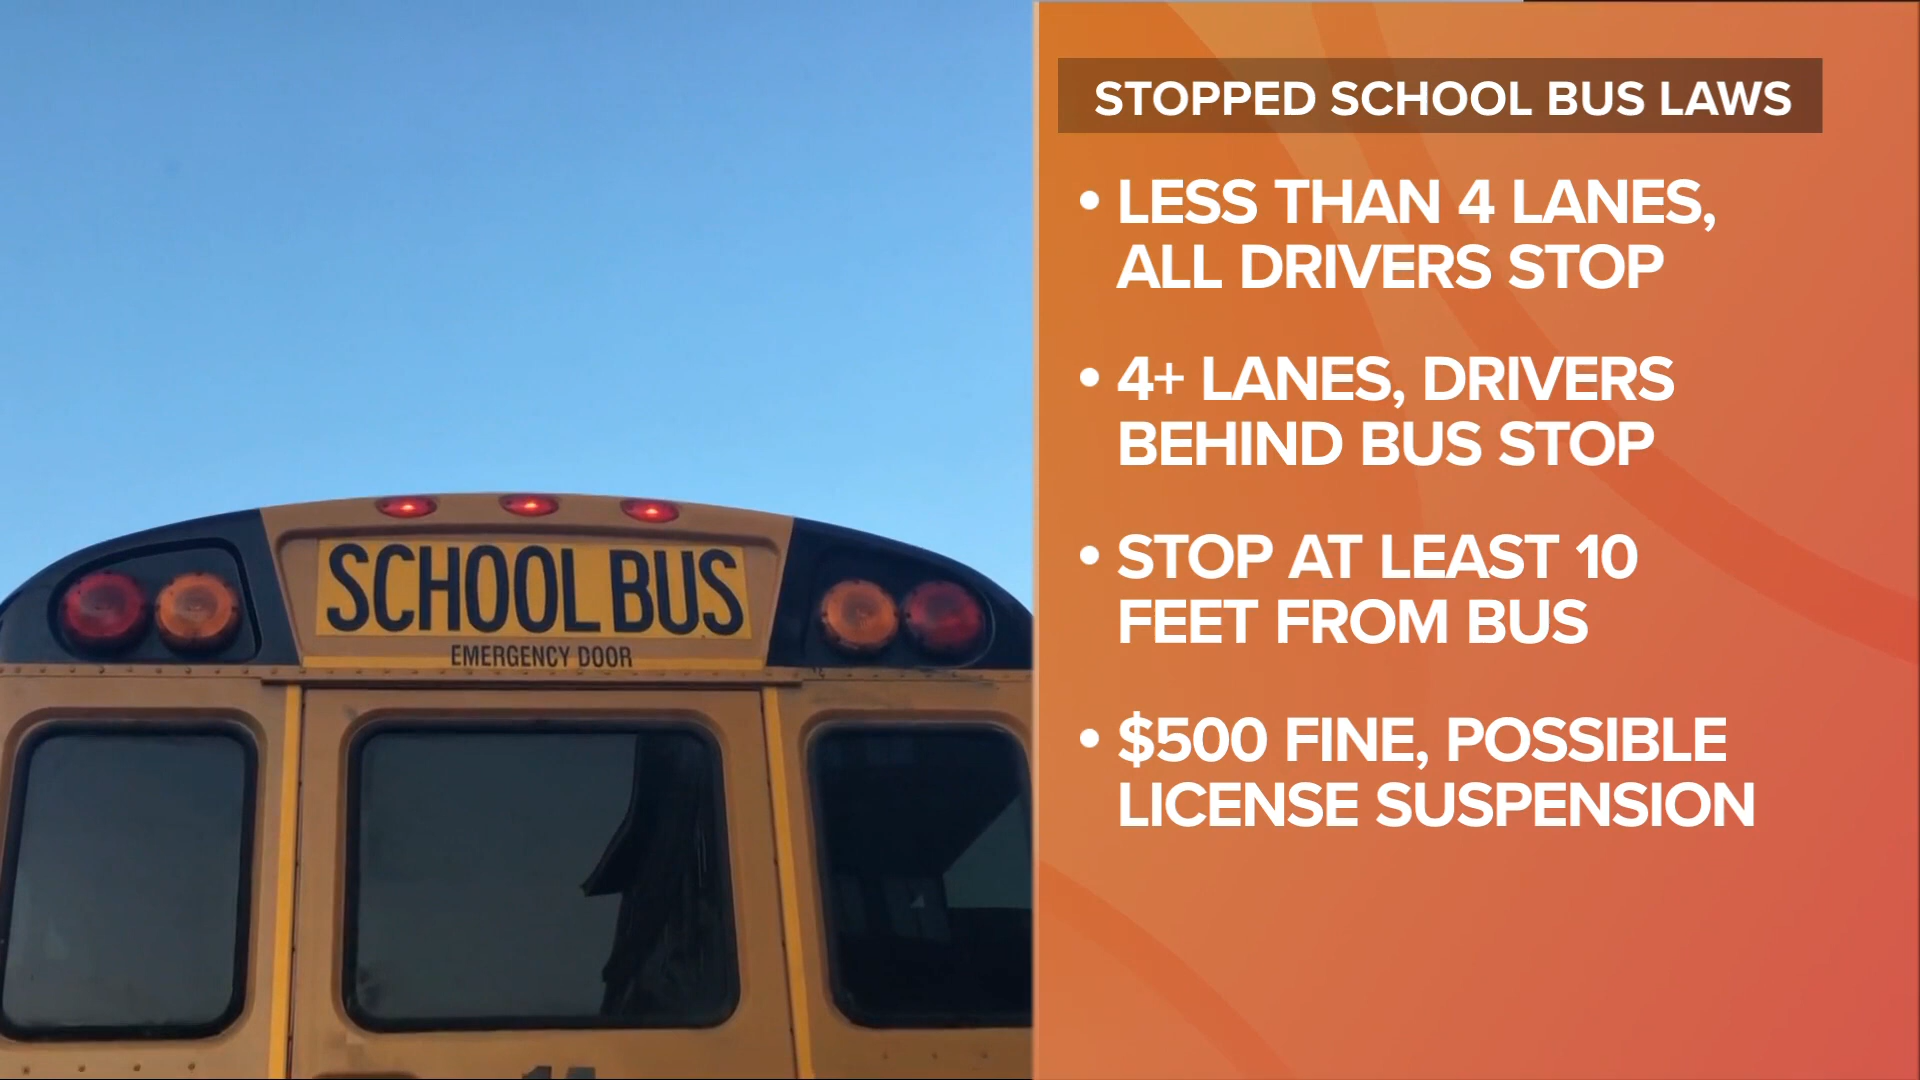 STOPPED SCHOOL BUS LAWS
• LESS THAN 4 LANES,
ALL DRIVERS STOP
• 4+ LANES, DRIVERS
BEHIND BUS STOP
• STOP AT LEAST 10
FEET FROM BUS
• $500 FINE, POSSIBLE
LICENSE SUSPENSION
SCHOOL BUS
EMERGENCY DOOR